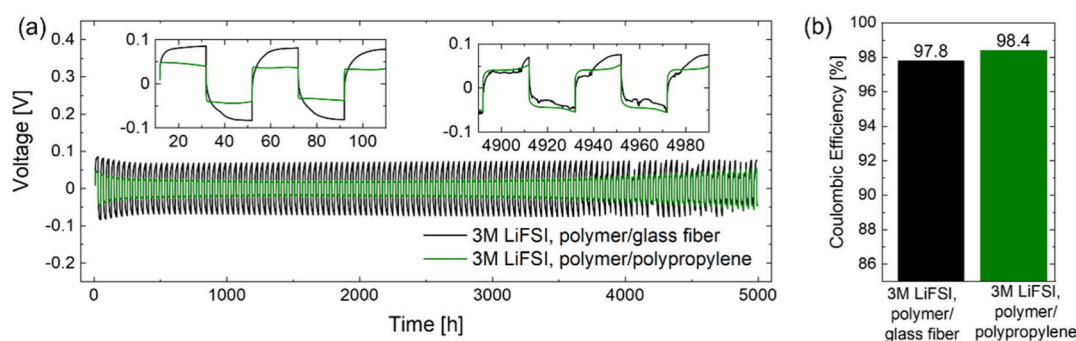 (a)
0.4
0.3
0.2
0.1
0
-0.1
-0.2
Voltage [V]
0.1
0
-0.1
20 40 60 80 100
0.1
0
-0.1
4900 4920 4940 4960 4980
3M LiFSI, polymer/glass fiber
3M LiFSI, polymer/polypropylene
0 1000 2000 3000 4000 5000
Time [h]
(b)
100
98
96
94
92
90
88
86
Coulombic Efficiency [%]
97.8
98.4
3M LiFSI,
polymer/
glass fiber
3M LiFSI,
polymer/
polypropylene